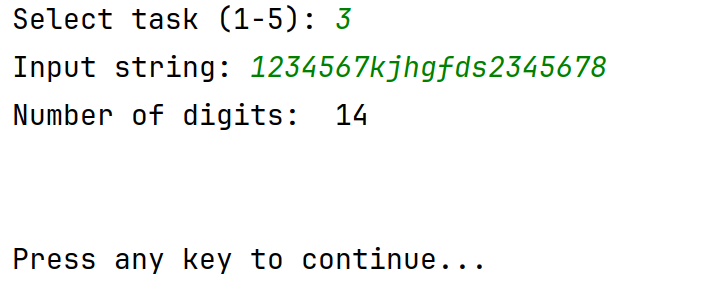 Select task (1-5): 3
Input string: 1234567kjhgfds2345678
Number of digits:  14
Press any key to continue...